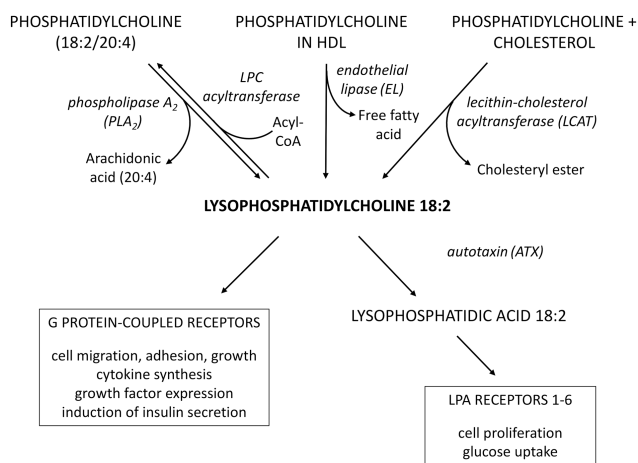 PHOSPHATIDYLCHOLINE
(18:2/20:4)
PHOSPHATIDYLCHOLINE
IN HDL
PHOSPHATIDYLCHOLINE +
CHOLESTEROL
phospholipase A₂
(PLA₂)
LPC
acyltransferase
Acyl-
CoA
Arachidonic
acid (20:4)
endothelial
lipase (EL)
Free fatty
acid
lecithin-cholesterol
acyltransferase (LCAT)
Cholesteryl ester
LYSOPHOSPHATIDYLCHOLINE 18:2
autotaxin (ATX)
G PROTEIN-COUPLED RECEPTORS
cell migration, adhesion, growth
cytokine synthesis
growth factor expression
induction of insulin secretion
LYSOPHOSPHATIDIC ACID 18:2
LPA RECEPTORS 1-6
cell proliferation
glucose uptake